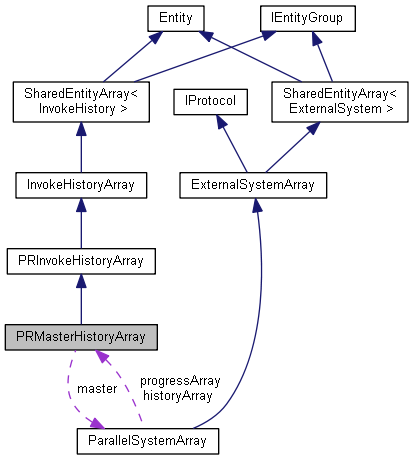 Entity
IEntityGroup
SharedEntityArray<
InvokeHistory >
IProtocol
SharedEntityArray<
ExternalSystem >
InvokeHistoryArray
ExternalSystemArray
PRInvokeHistoryArray
PRMasterHistoryArray
master
progressArray
historyArray
ParallelSystemArray